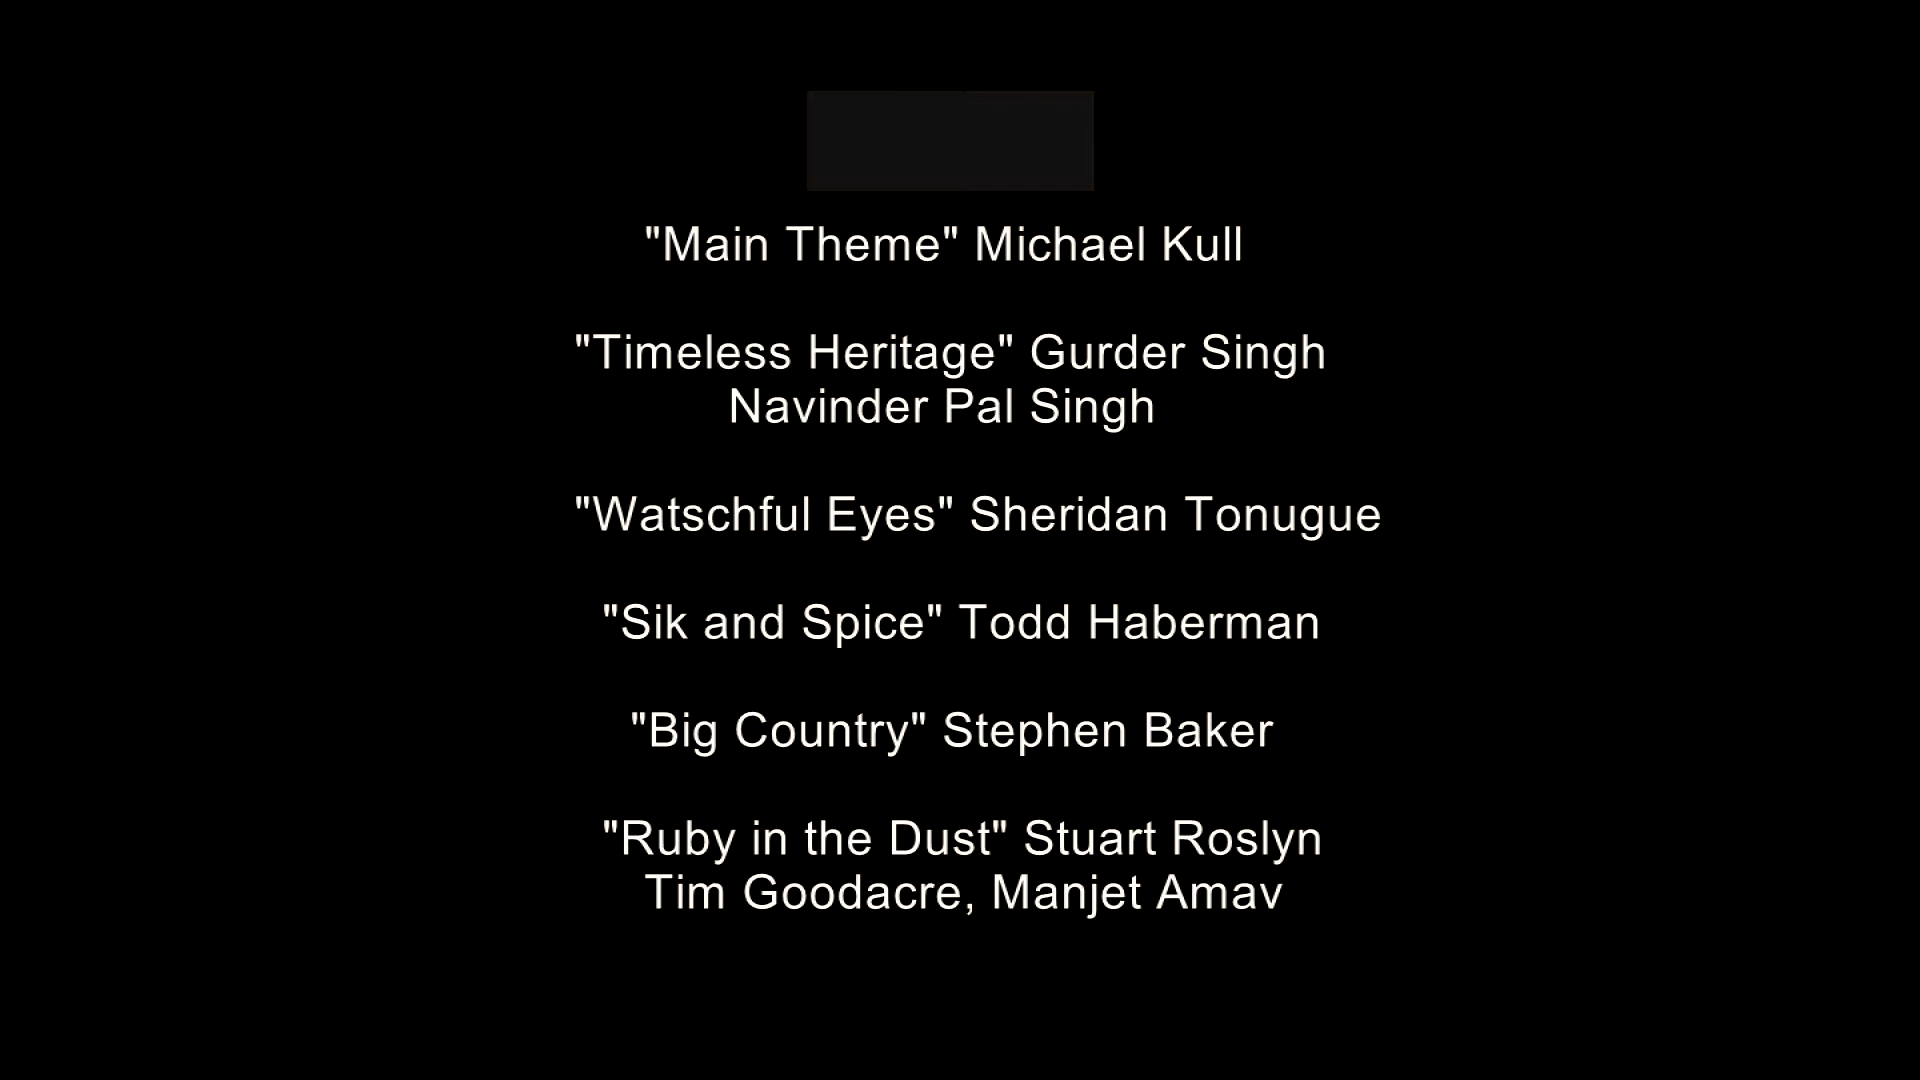 "Main Theme" Michael Kull
"Timeless Heritage" Gurder Singh
Navinder Pal Singh
"Watschful Eyes" Sheridan Tonugue
"Sik and Spice" Todd Haberman
"Big Country" Stephen Baker
"Ruby in the Dust" Stuart Roslyn
Tim Goodacre, Manjet Amav